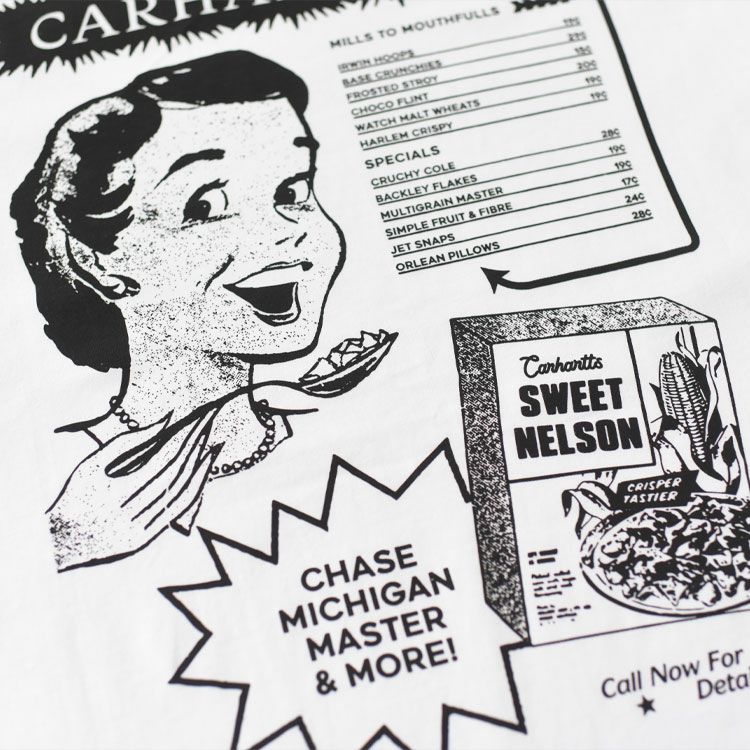 CARHA
MILLS TO MOUTHFULLS
IRWIN HOOPS 19¢
BASE CRUNCHIES 29¢
FROSTED STROY 15¢
CHOCO FLINT 20¢
WATCH MALT WHEATS 19¢
HARLEM CRISPY 19¢
SPECIALS
CRUCHY COLE 28¢
BACKLEY FLAKES 19¢
MULTIGRAIN MASTER 19¢
SIMPLE FRUIT & FIBRE 17¢
JET SNAPS 24¢
ORLEAN PILLOWS 28¢
Carhartts
SWEET
NELSON
CRISPER
TASTIER
CHASE
MICHIGAN
MASTER
& MORE!
Call Now For
Detai